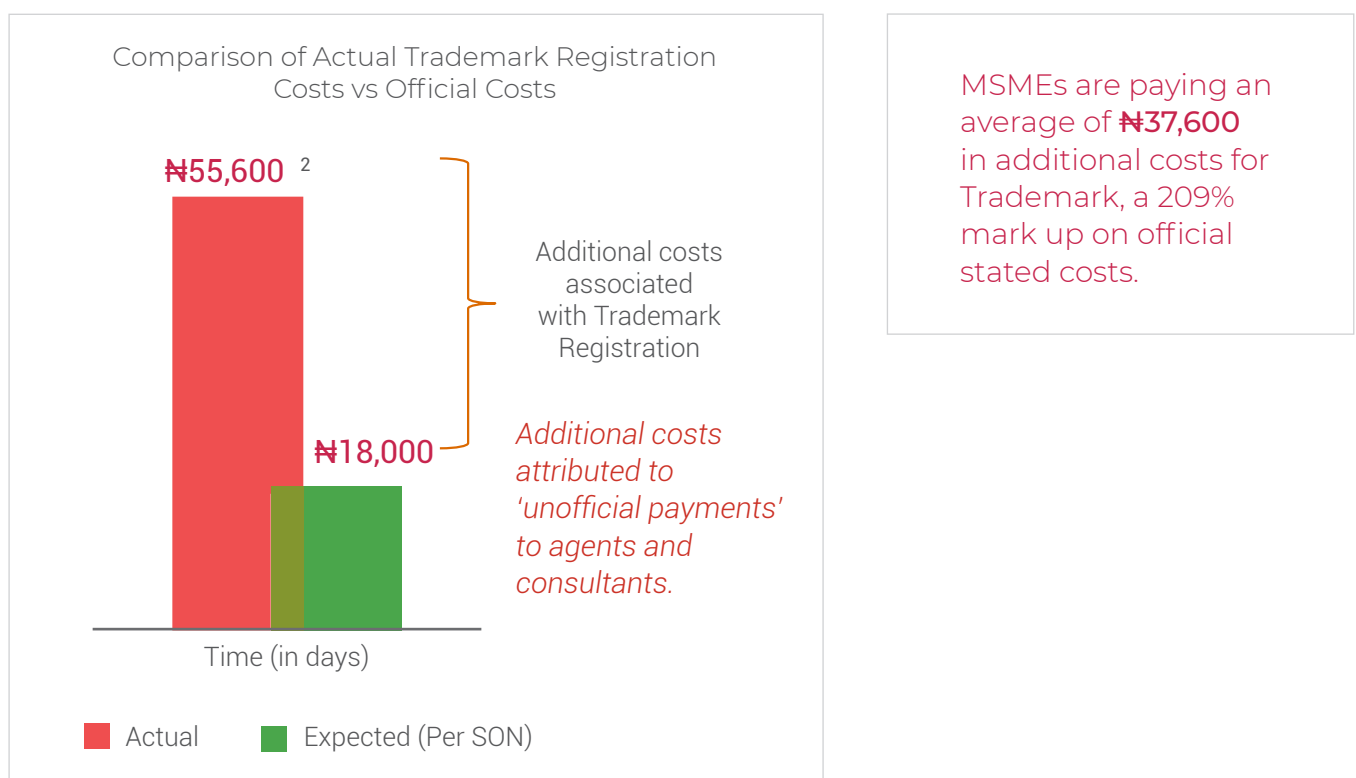 Comparison of Actual Trademark Registration
Costs vs Official Costs
₦55,600 2
Additional costs
associated
with Trademark
Registration
₦18,000
Additional costs
attributed to
‘unofficial payments’
to agents and
consultants.
Time (in days)
Actual
Expected (Per SON)
MSMEs are paying an
average of ₦37,600
in additional costs for
Trademark, a 209%
mark up on official
stated costs.